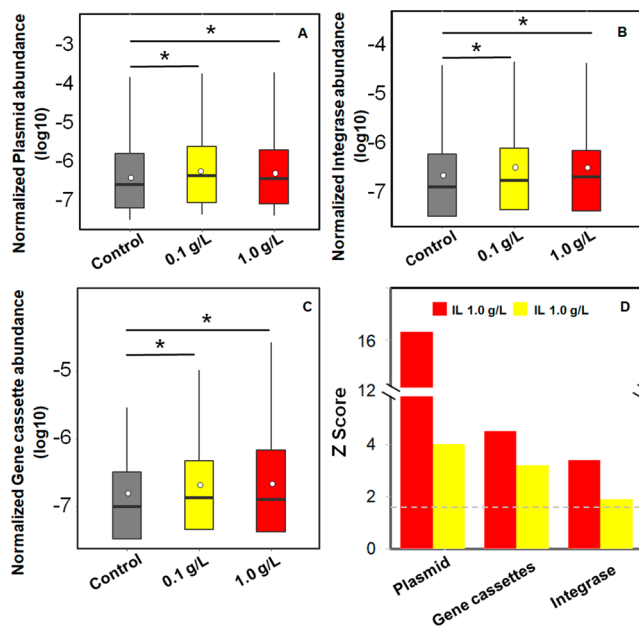 A
Normalized Plasmid abundance
(log10)
-3
-4
-5
-6
-7
*
*
Control
0.1 g/L
1.0 g/L
B
Normalized Integrase abundance
(log10)
-4
-5
-6
-7
*
*
Control
0.1 g/L
1.0 g/L
C
Normalized Gene cassette abundance
(log10)
-5
-6
-7
*
*
Control
0.1 g/L
1.0 g/L
D
IL 1.0 g/L IL 1.0 g/L
Z Score
16
12
4
2
0
Plasmid
Gene cassettes
Integrase